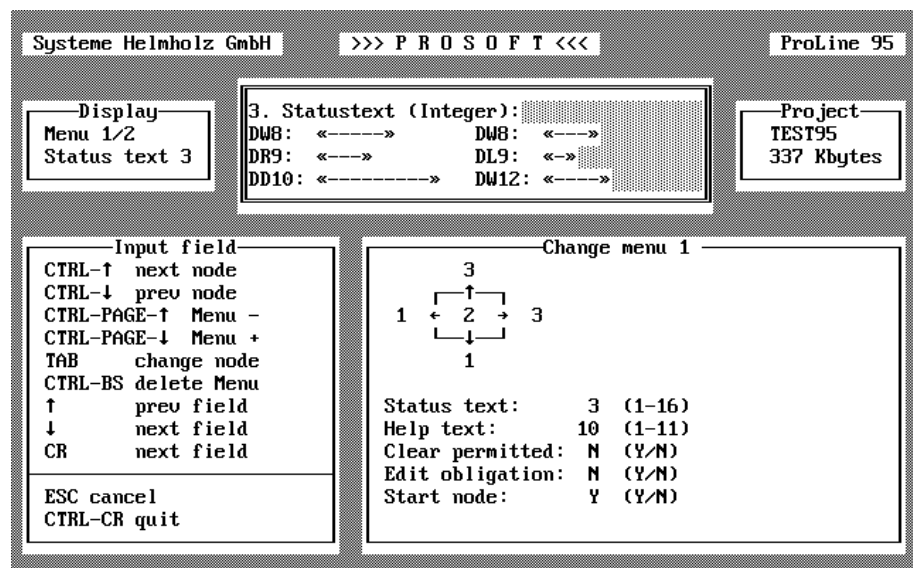 Systeme Helmholz GmbH >>> P R O S O F T <<< ProLine 95
Display
Menu 1/2
Status text 3
3. Statustext (Integer):
DW8: «-----» DW8: «---»
DR9: «---» DL9: «-»
DD10: «---------» DW12: «----»
Project
TEST95
337 Kbytes
Input field
CTRL-↑ next node
CTRL-↓ prev node
CTRL-PAGE-↑ Menu -
CTRL-PAGE-↓ Menu +
TAB change node
CTRL-BS delete Menu
↑ prev field
↓ next field
CR next field
ESC cancel
CTRL-CR quit
Change menu 1
3
↑
1 ← 2 → 3
↓
1
Status text: 3 (1-16)
Help text: 10 (1-11)
Clear permitted: N (Y/N)
Edit obligation: N (Y/N)
Start node: Y (Y/N)